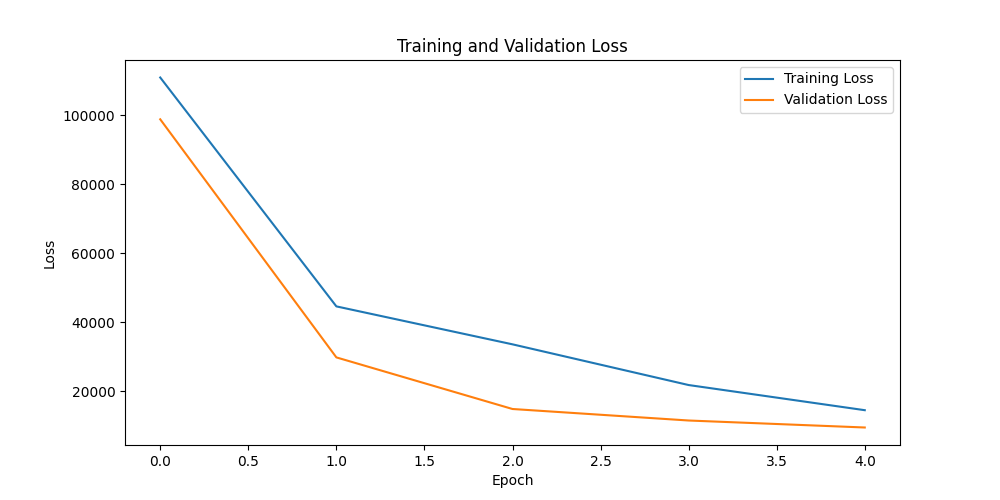 Training and Validation Loss
Training Loss
Validation Loss
100000
80000
60000
40000
20000
Loss
0.0 0.5 1.0 1.5 2.0 2.5 3.0 3.5 4.0
Epoch